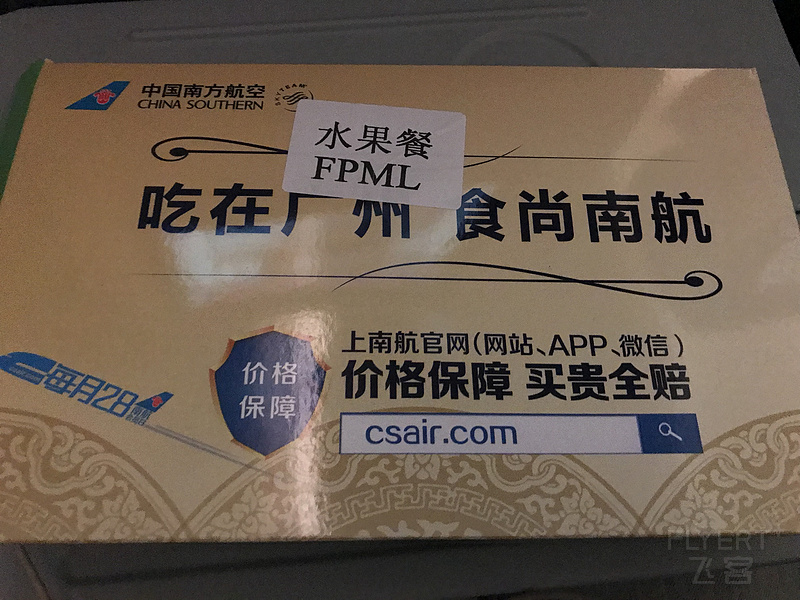 中国南方航空
CHINA SOUTHERN
SKYTEAM
水果餐
FPML
吃在广州 食尚南航
上南航官网(网站、APP、微信)
价格保障 买贵全赔
价格
保障
csair.com
每月28
FLYERT
飞客